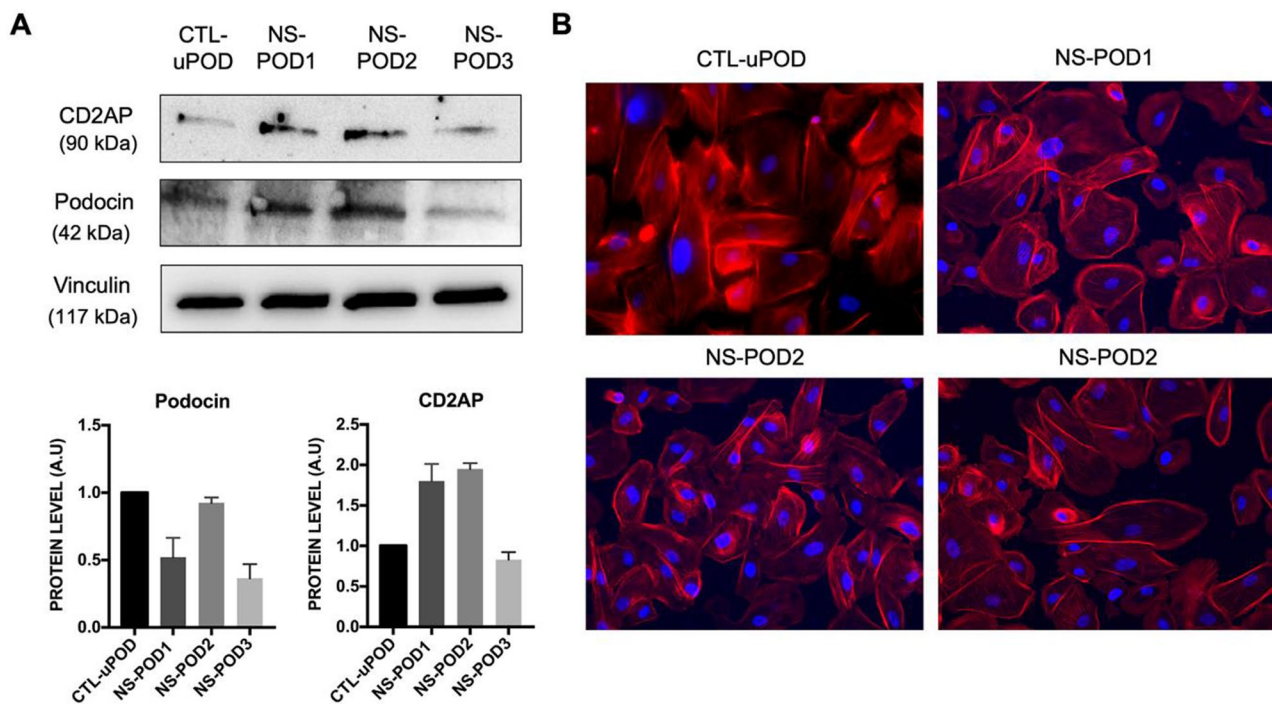 A
CTL-
uPOD
NS-
POD1
NS-
POD2
NS-
POD3
CD2AP
(90 kDa)
Podocin
(42 kDa)
Vinculin
(117 kDa)
Podocin
PROTEIN LEVEL (A.U)
1.5
1.0
0.5
0.0
CTL-uPOD
NS-POD1
NS-POD2
NS-POD3
CD2AP
PROTEIN LEVEL (A.U)
2.5
2.0
1.5
1.0
0.5
0.0
CTL-uPOD
NS-POD1
NS-POD2
NS-POD3
B
CTL-uPOD
NS-POD1
NS-POD2
NS-POD2